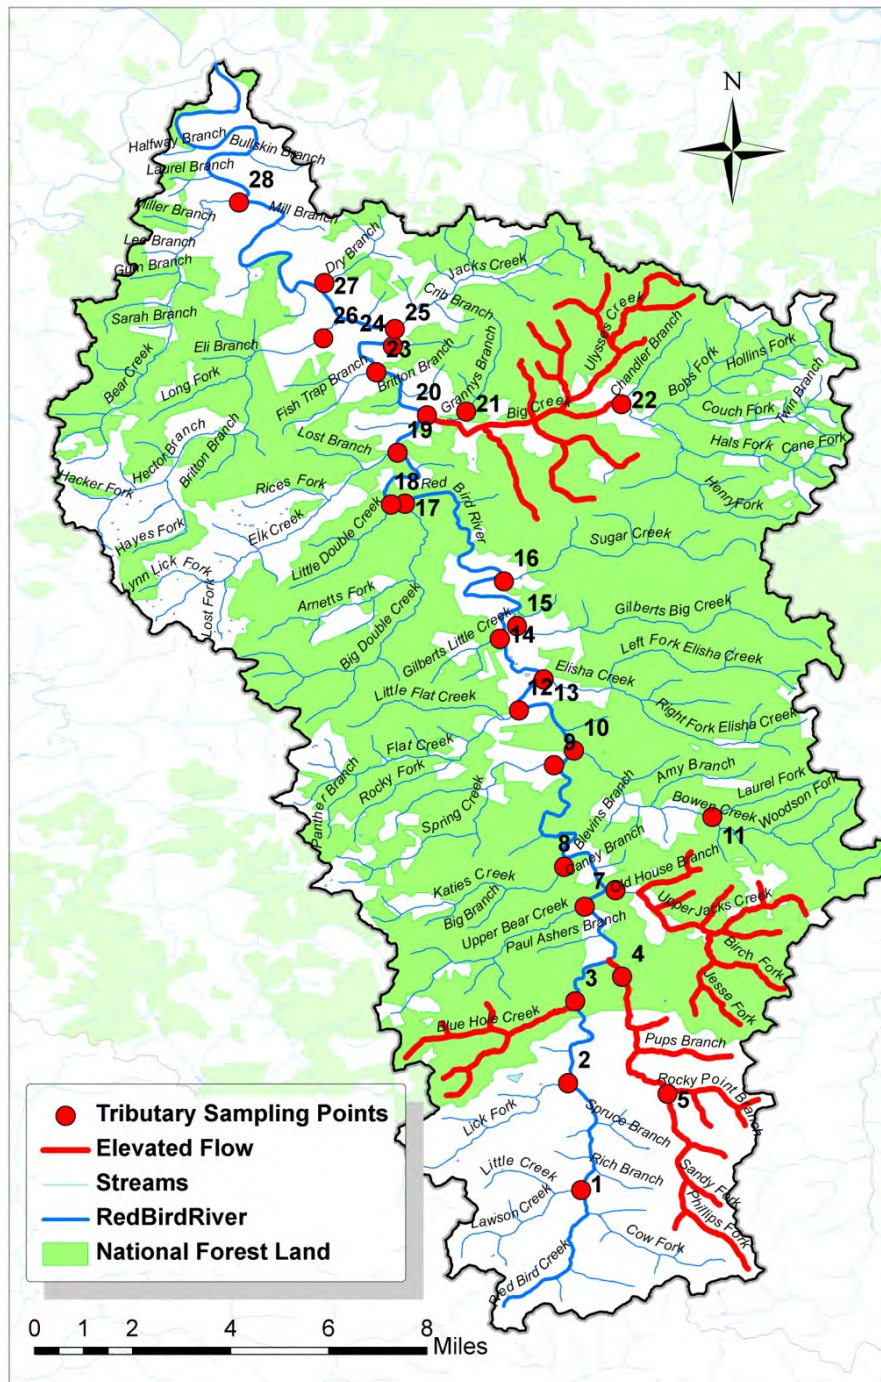 N
Halfway Branch
Bullskin Branch
Laurel Branch
28
Miller Branch
Mill Branch
Lee Branch
Gum Branch
Dry Branch
Jacks Creek
27
Crib Branch
Sarah Branch
26
24
25
Ulysses Creek
Eli Branch
23
Chandler Branch
Bobs Fork
Hollins Fork
Bear Creek
Long Fork
Fish Trap Branch
Britton Branch
Grannys Branch
Twin Branch
20
21
Big Creek
22
Couch Fork
Hector Branch
Britton Branch
Lost Branch
19
Hals Fork
Cane Fork
Hacker Fork
Rices Fork
18
Red
Bird River
Henry Fork
Hayes Fork
Elk Creek
17
Little Double Creek
Sugar Creek
Lynn Lick Fork
16
Lost Fork
Arnetts Fork
15
Gilberts Big Creek
Big Double Creek
Gilberts Little Creek
14
Left Fork Elisha Creek
Elisha Creek
Little Flat Creek
12
13
Right Fork Elisha Creek
Flat Creek
10
9
Rocky Fork
Amy Branch
Panther Branch
Laurel Fork
Spring Creek
Blevins Branch
Bowen Creek
Woodson Fork
11
8
Caney Branch
Katies Creek
7
Old House Branch
Big Branch
Upper Bear Creek
Upper Jacks Creek
Paul Ashers Branch
Birch Fork
4
3
Jesse Fork
Blue Hole Creek
Pups Branch
2
Rocky Point Branch
5
Lick Fork
Spruce Branch
Little Creek
Rich Branch
Sandy Fork
1
Lawson Creek
Phillips Fork
Cow Fork
Red Bird Creek
Tributary Sampling Points
Elevated Flow
Streams
RedBirdRiver
National Forest Land
0 2 4 6 8
Miles